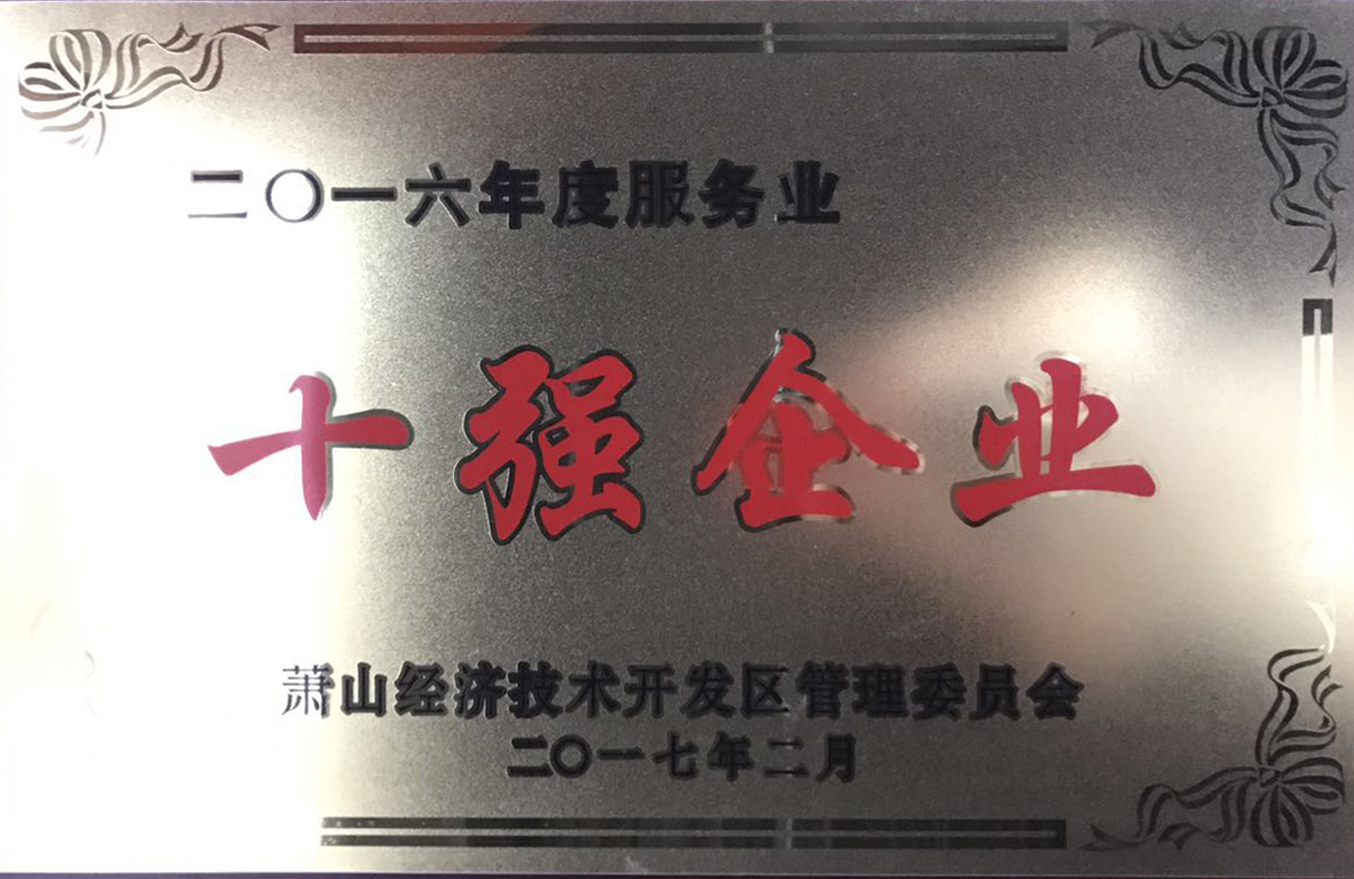 二〇一六年度服务业
十强企业
萧山经济技术开发区管理委员会
二〇一七年二月